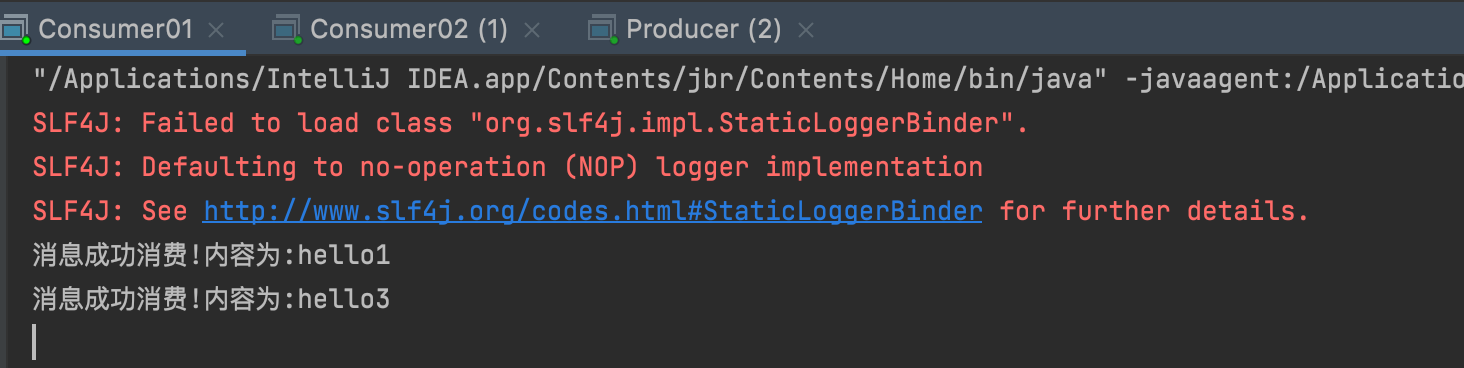 Consumer01 Consumer02 (1) Producer (2)
"/Applications/IntelliJ IDEA.app/Contents/jbr/Contents/Home/bin/java" -javaagent:/Applicatio
SLF4J: Failed to load class "org.slf4j.impl.StaticLoggerBinder".
SLF4J: Defaulting to no-operation (NOP) logger implementation
SLF4J: See http://www.slf4j.org/codes.html#StaticLoggerBinder for further details.
消息成功消费!内容为:hello1
消息成功消费!内容为:hello3